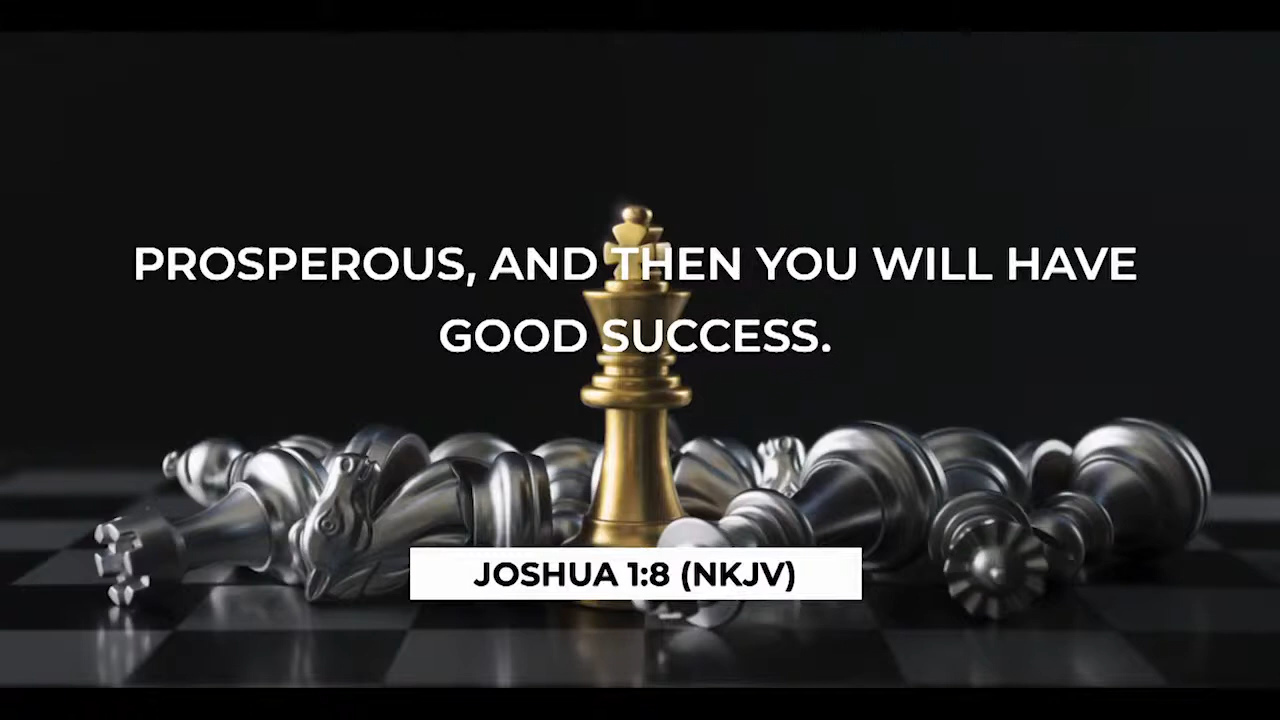 PROSPEROUS, AND THEN YOU WILL HAVE
GOOD SUCCESS.
JOSHUA 1:8 (NKJV)